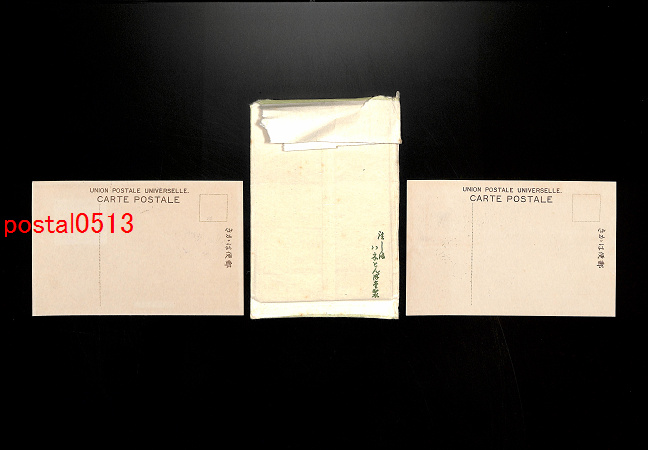 UNION POSTALE UNIVERSELLE.
CARTE POSTALE
きかは便郵
postal0513
UNION POSTALE UNIVERSELLE.
CARTE POSTALE
きかは便郵